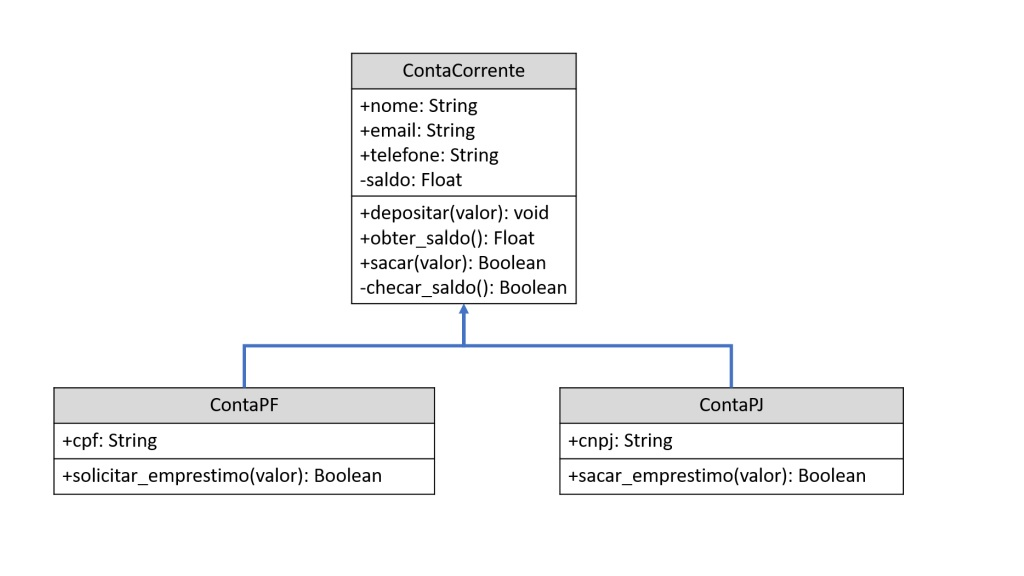 ContaCorrente
+nome: String
+email: String
+telefone: String
-saldo: Float
+depositar(valor): void
+obter_saldo(): Float
+sacar(valor): Boolean
-checar_saldo(): Boolean
ContaPF
+cpf: String
+solicitar_emprestimo(valor): Boolean
ContaPJ
+cnpj: String
+sacar_emprestimo(valor): Boolean